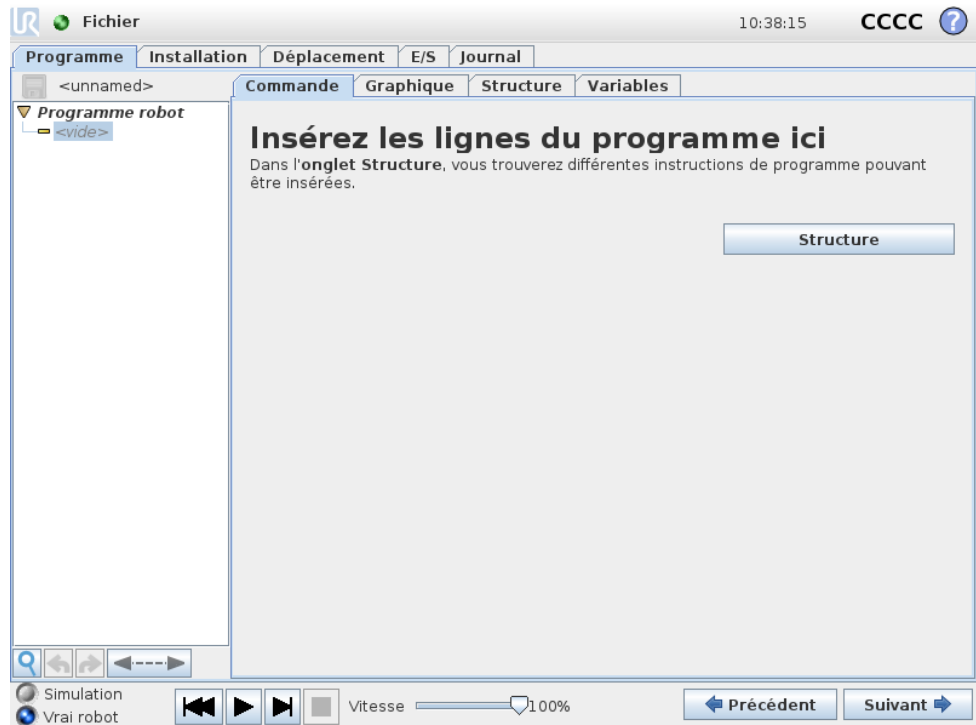 UR
Fichier
10:38:15
CCCC
?
Programme Installation Déplacement E/S Journal
<unnamed>
Commande Graphique Structure Variables
Programme robot
<vide>
Insérez les lignes du programme ici
Dans l'onglet Structure, vous trouverez différentes instructions de programme pouvant
être insérées.
Structure
Simulation
Vrai robot
Vitesse
100%
Précédent
Suivant